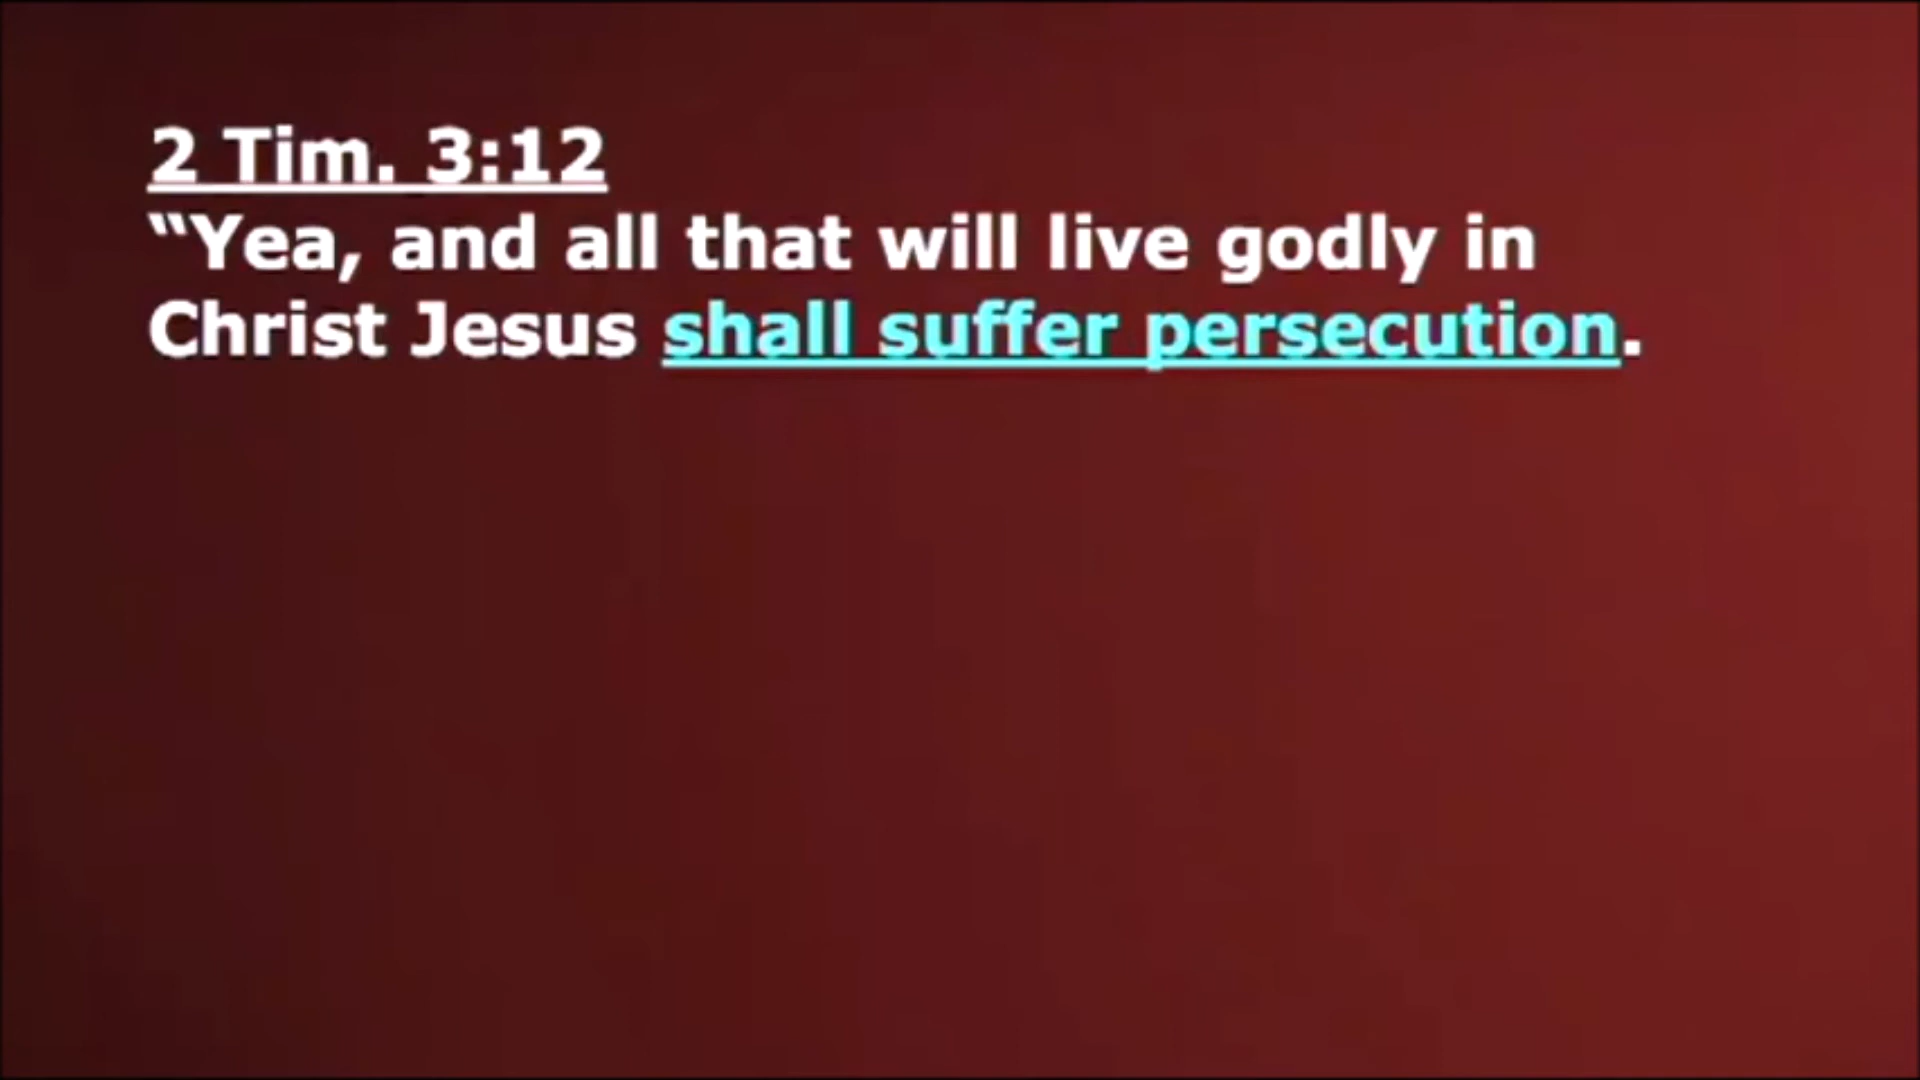 2 Tim. 3:12
“Yea, and all that will live godly in
Christ Jesus shall suffer persecution.